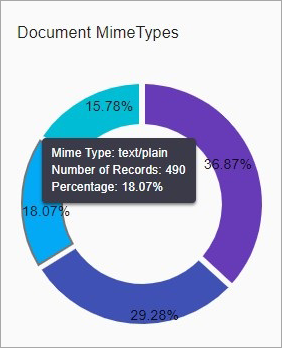 Document MimeTypes
15.78%
Mime Type: text/plain
Number of Records: 490
Percentage: 18.07%
36.87%
18.07%
29.28%